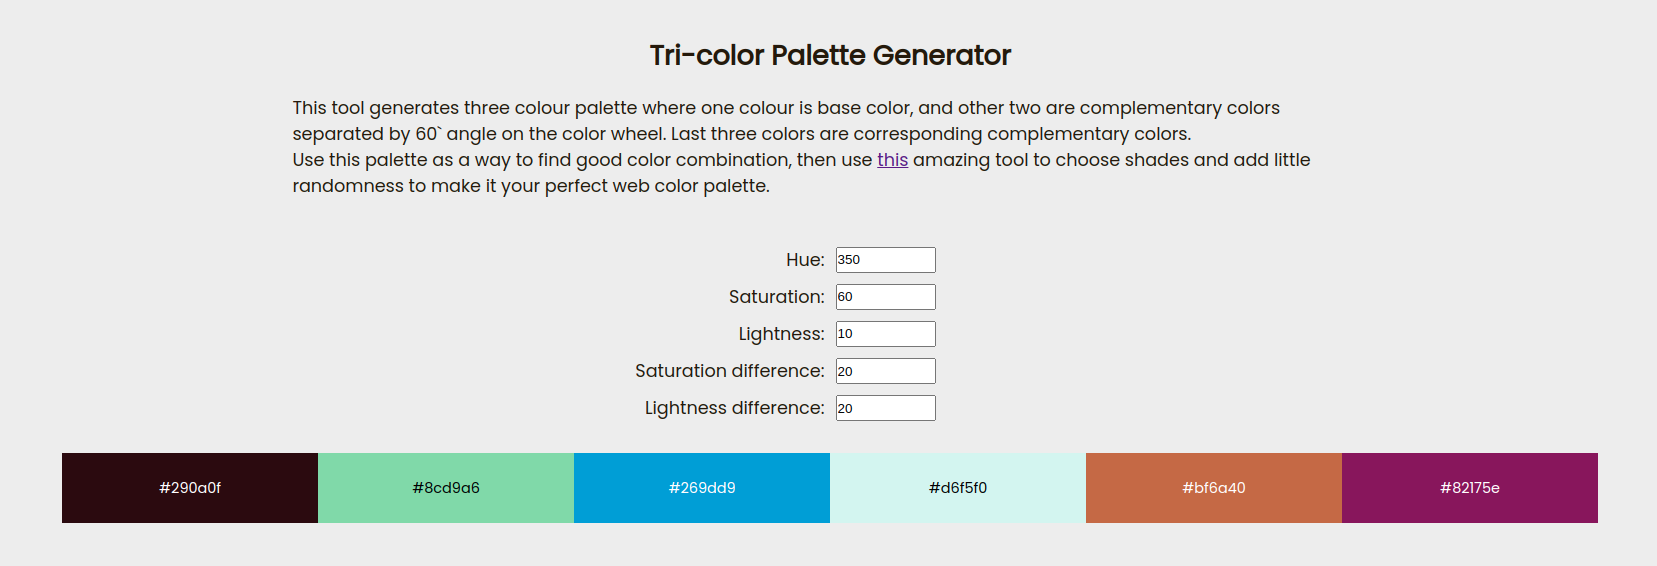 Tri-color Palette Generator
This tool generates three colour palette where one colour is base color, and other two are complementary colors
separated by 60` angle on the color wheel. Last three colors are corresponding complementary colors.
Use this palette as a way to find good color combination, then use this amazing tool to choose shades and add little
randomness to make it your perfect web color palette.
Hue: 350
Saturation: 60
Lightness: 10
Saturation difference: 20
Lightness difference: 20
#290a0f #8cd9a6 #269dd9 #d6f5f0 #bf6a40 #82175e